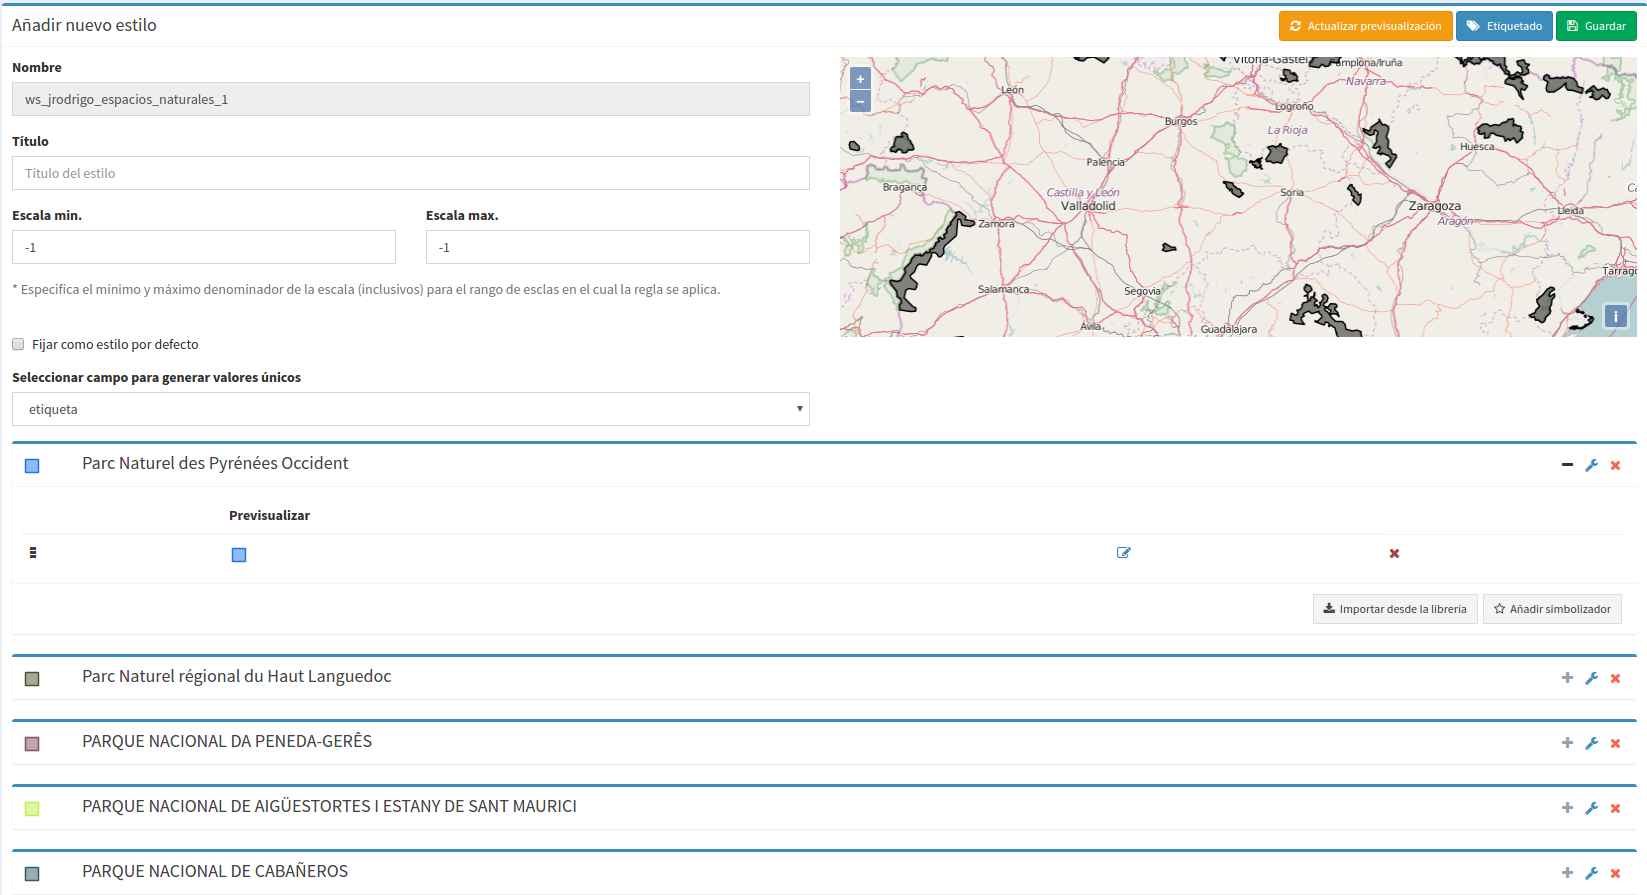 Añadir nuevo estilo
Actualizar previsualización
Etiquetado
Guardar
Nombre
ws_jrodrigo_espacios_naturales_1
Título
Título del estilo
Escala min.
Escala max.
-1
-1
* Especifica el mínimo y máximo denominador de la escala (inclusivos) para el rango de esclas en el cual la regla se aplica.
Fijar como estilo por defecto
Seleccionar campo para generar valores únicos
etiqueta
+
−
i
León
Burgos
Logroño
Navarra
La Rioja
Palencia
Huesca
Bragança
Castilla y León
Valladolid
Soria
Zaragoza
Aragón
Lleida
Zamora
Salamanca
Segovia
Ávila
Guadalajara
Parc Naturel des Pyrénées Occident
Previsualizar
Importar desde la librería
Añadir simbolizador
Parc Naturel régional du Haut Languedoc
PARQUE NACIONAL DA PENEDA-GERÊS
PARQUE NACIONAL DE AIGÜESTORTES I ESTANY DE SANT MAURICI
PARQUE NACIONAL DE CABAÑEROS